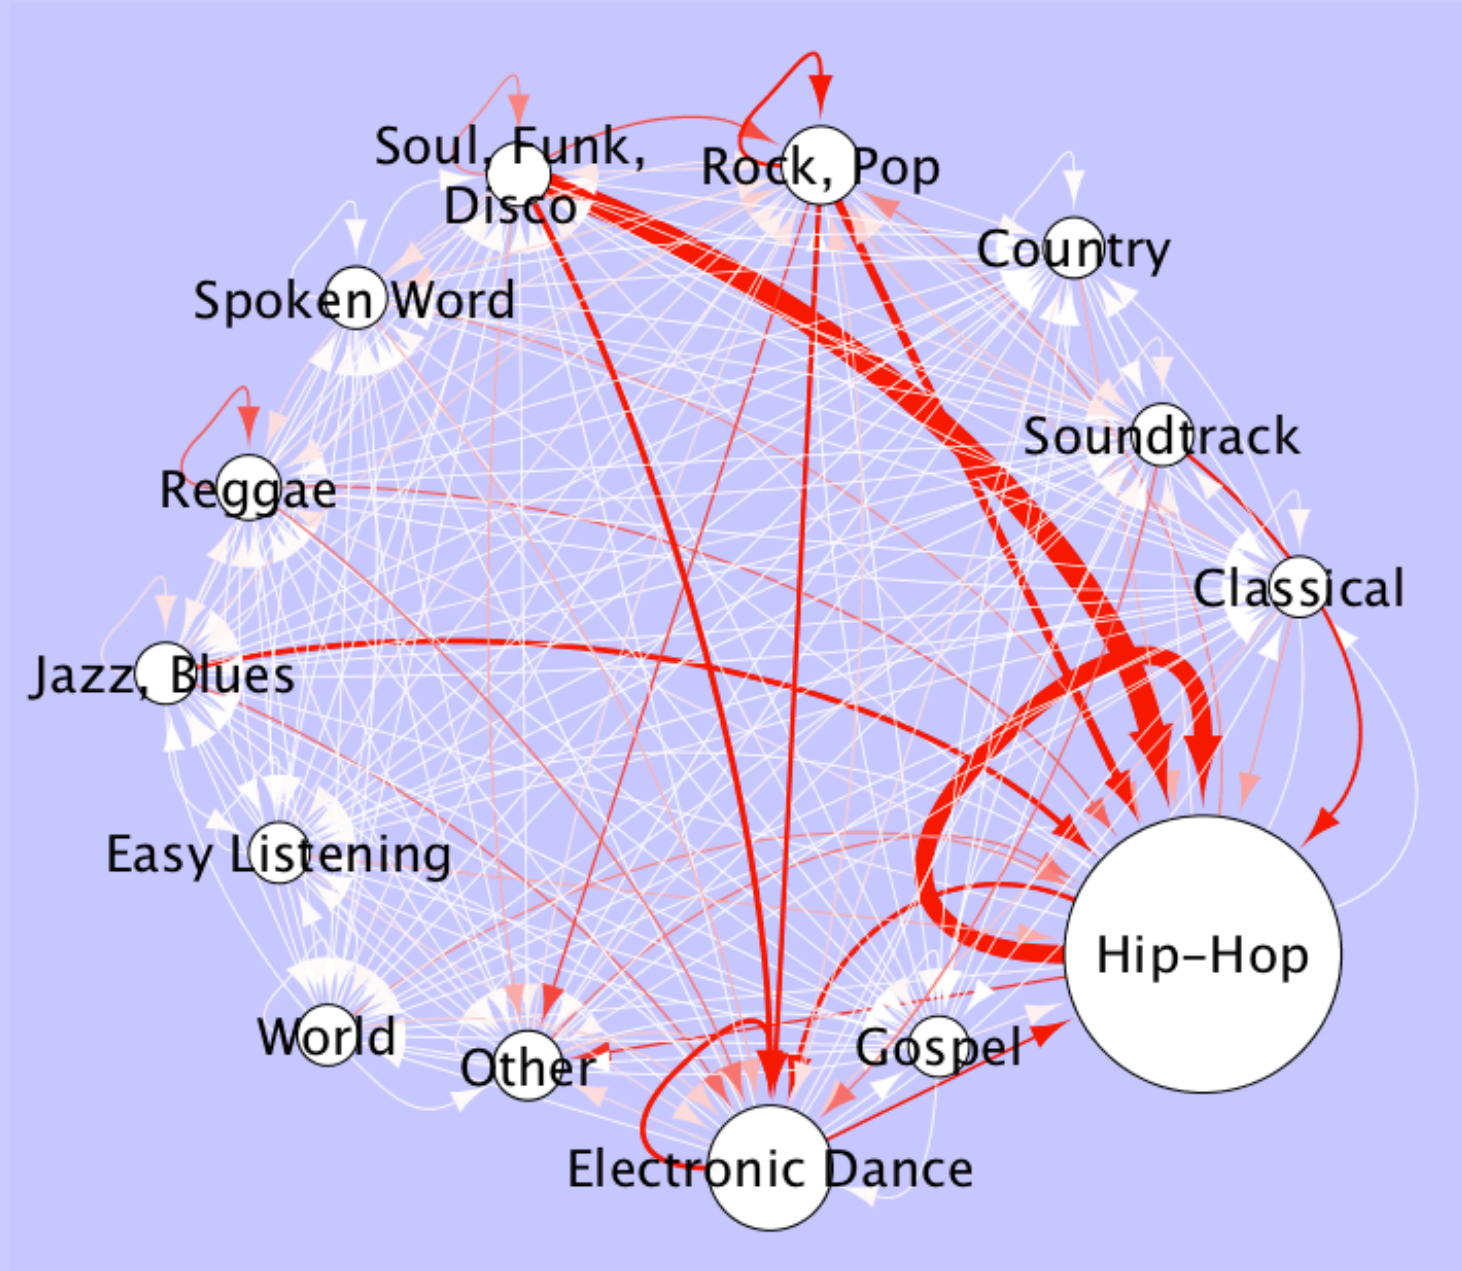 Soul, Funk,
Disco
Rock, Pop
Country
Spoken Word
Soundtrack
Reggae
Classical
Jazz, Blues
Easy Listening
Hip-Hop
World
Other
Gospel
Electronic Dance